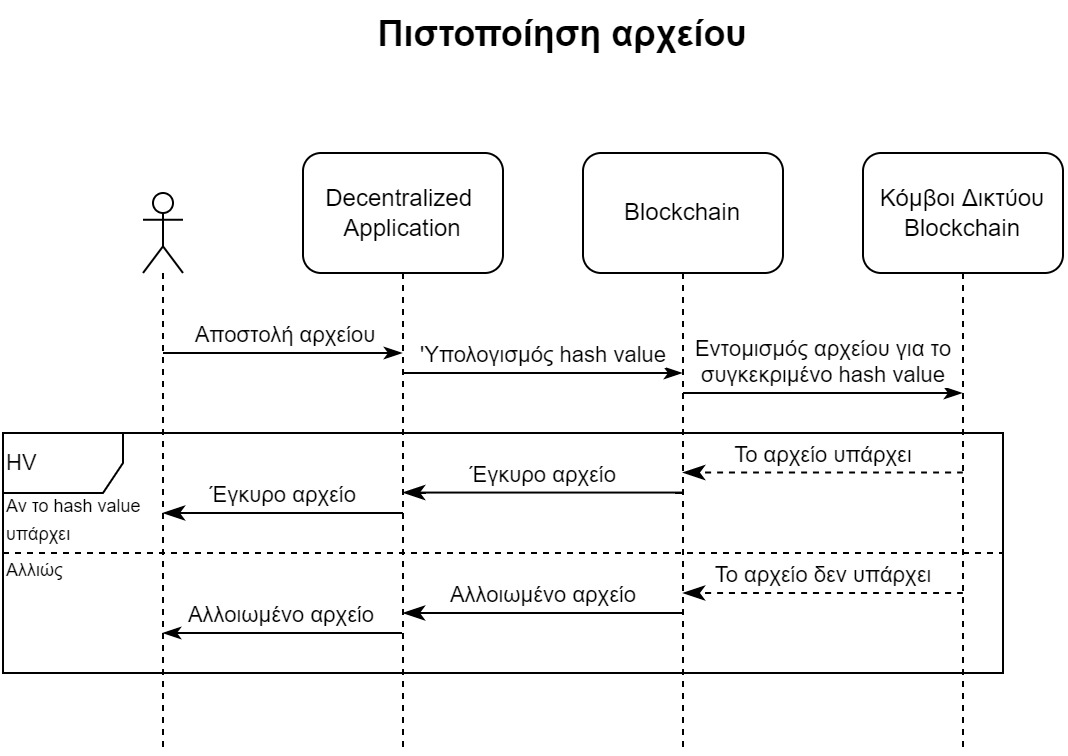 Πιστοποίηση αρχείου
Decentralized
Application
Blockchain
Κόμβοι Δικτύου
Blockchain
Αποστολή αρχείου
'Υπολογισμός hash value
Εντομισμός αρχείου για το
συγκεκριμένο hash value
HV
Αν το hash value
υπάρχει
Το αρχείο υπάρχει
Έγκυρο αρχείο
Έγκυρο αρχείο
Αλλιώς
Το αρχείο δεν υπάρχει
Αλλοιωμένο αρχείο
Αλλοιωμένο αρχείο